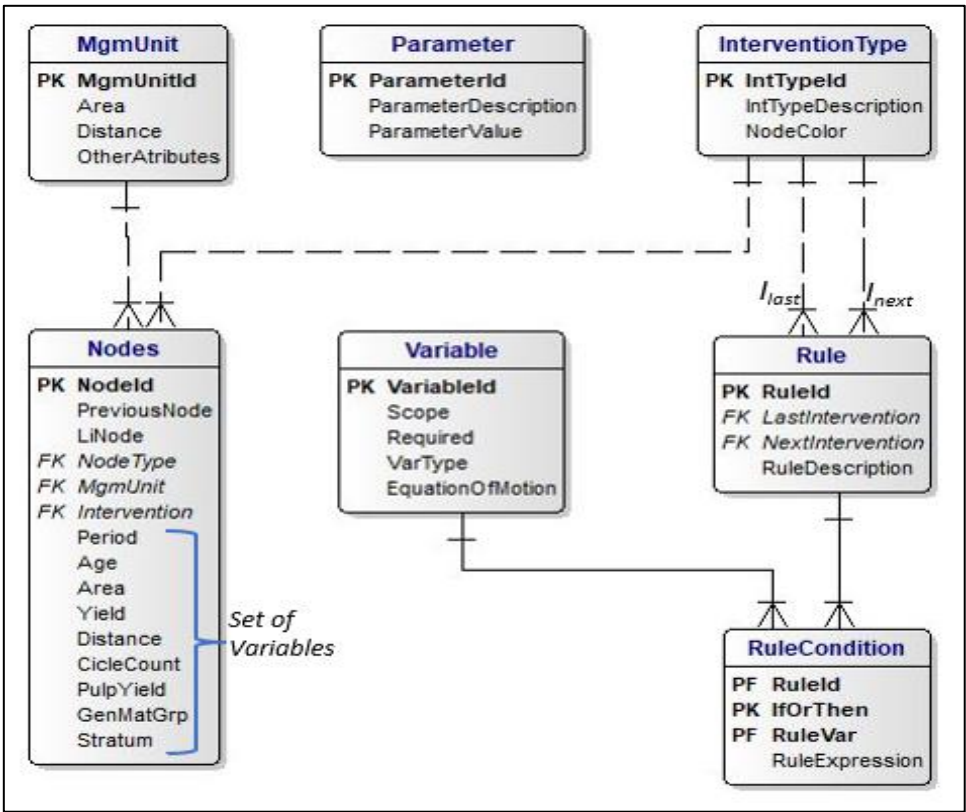 MgmUnit
PK MgmUnitId
Area
Distance
OtherAtributes
Parameter
PK ParameterId
ParameterDescription
ParameterValue
InterventionType
PK IntTypeId
IntTypeDescription
NodeColor
I last
I next
Nodes
PK NodeId
PreviousNode
LiNode
FK NodeType
FK MgmUnit
FK Intervention
Period
Age
Area
Yield
Distance
CicleCount
PulpYield
GenMatGrp
Stratum
Set of
Variables
Variable
PK VariableId
Scope
Required
VarType
EquationOfMotion
Rule
PK RuleId
FK LastIntervention
FK NextIntervention
RuleDescription
RuleCondition
PF RuleId
PK IfOrThen
PF RuleVar
RuleExpression